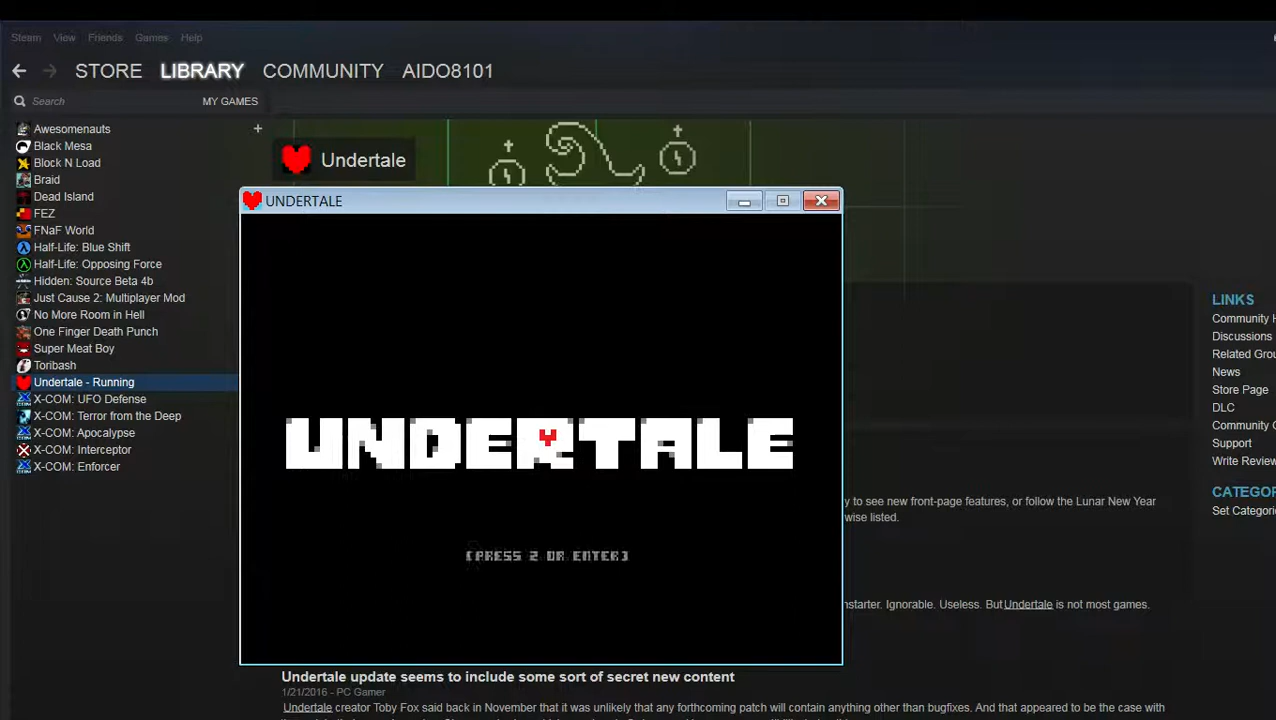 Steam View Friends Games Help
STORE LIBRARY COMMUNITY AIDO8101
Search MY GAMES
Awesomenauts +
Black Mesa
Block N Load
Braid
Dead Island
FEZ
FNaF World
Half-Life: Blue Shift
Half-Life: Opposing Force
Hidden: Source Beta 4b
Just Cause 2: Multiplayer Mod
No More Room in Hell
One Finger Death Punch
Super Meat Boy
Toribash
Undertale - Running
X-COM: UFO Defense
X-COM: Terror from the Deep
X-COM: Apocalypse
X-COM: Interceptor
X-COM: Enforcer
Undertale
UNDERTALE
UNDERTALE
[PRESS Z OR ENTER]
y to see new front-page features, or follow the Lunar New Year
wise listed.
nstarter. Ignorable. Useless. But Undertale is not most games.
Undertale update seems to include some sort of secret new content
1/21/2016 - PC Gamer
Undertale creator Toby Fox said back in November that it was unlikely that any forthcoming patch will contain anything other than bugfixes. And that appeared to be the case with
LINKS
Community H
Discussions
Related Grou
News
Store Page
DLC
Community G
Support
Write Review
CATEGOR
Set Categorie